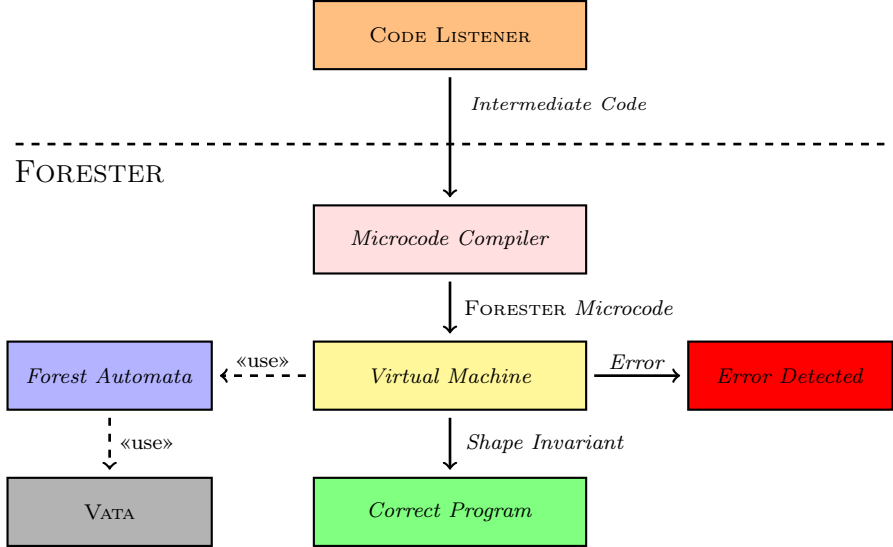 CODE LISTENER
Intermediate Code
FORESTER
Microcode Compiler
FORESTER Microcode
Forest Automata
«use»
Virtual Machine
Error
Error Detected
«use»
Shape Invariant
VATA
Correct Program